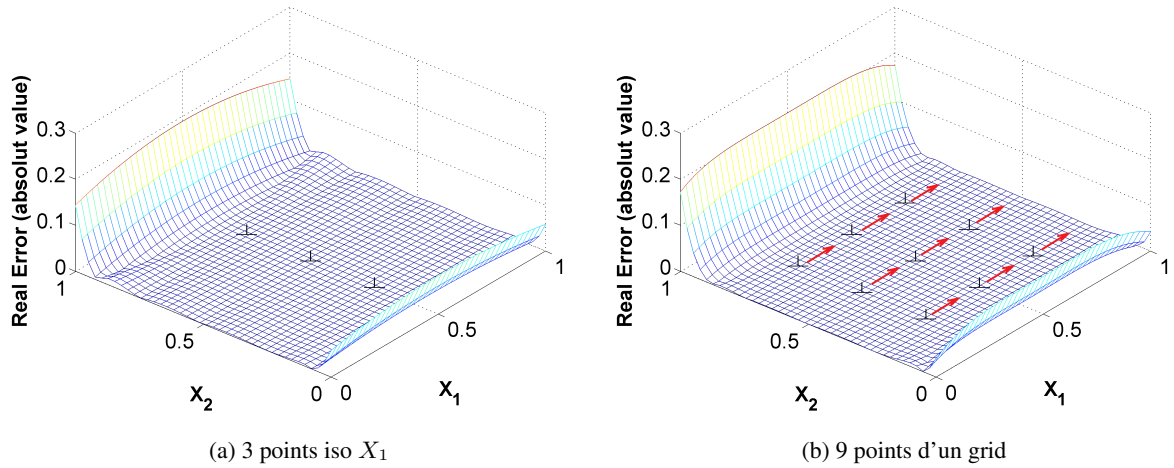 Real Error (absolut value)
0.3
0.2
0.1
0
1
0.5
0
X2
0
0.5
1
X1
(a) 3 points iso X1
Real Error (absolut value)
0.3
0.2
0.1
0
1
0.5
0
X2
0
0.5
1
X1
(b) 9 points d'un grid